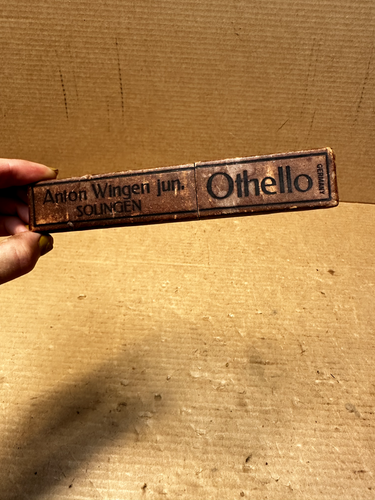 Anton Wingen jun.
SOLINGEN
Othello
GERMANY